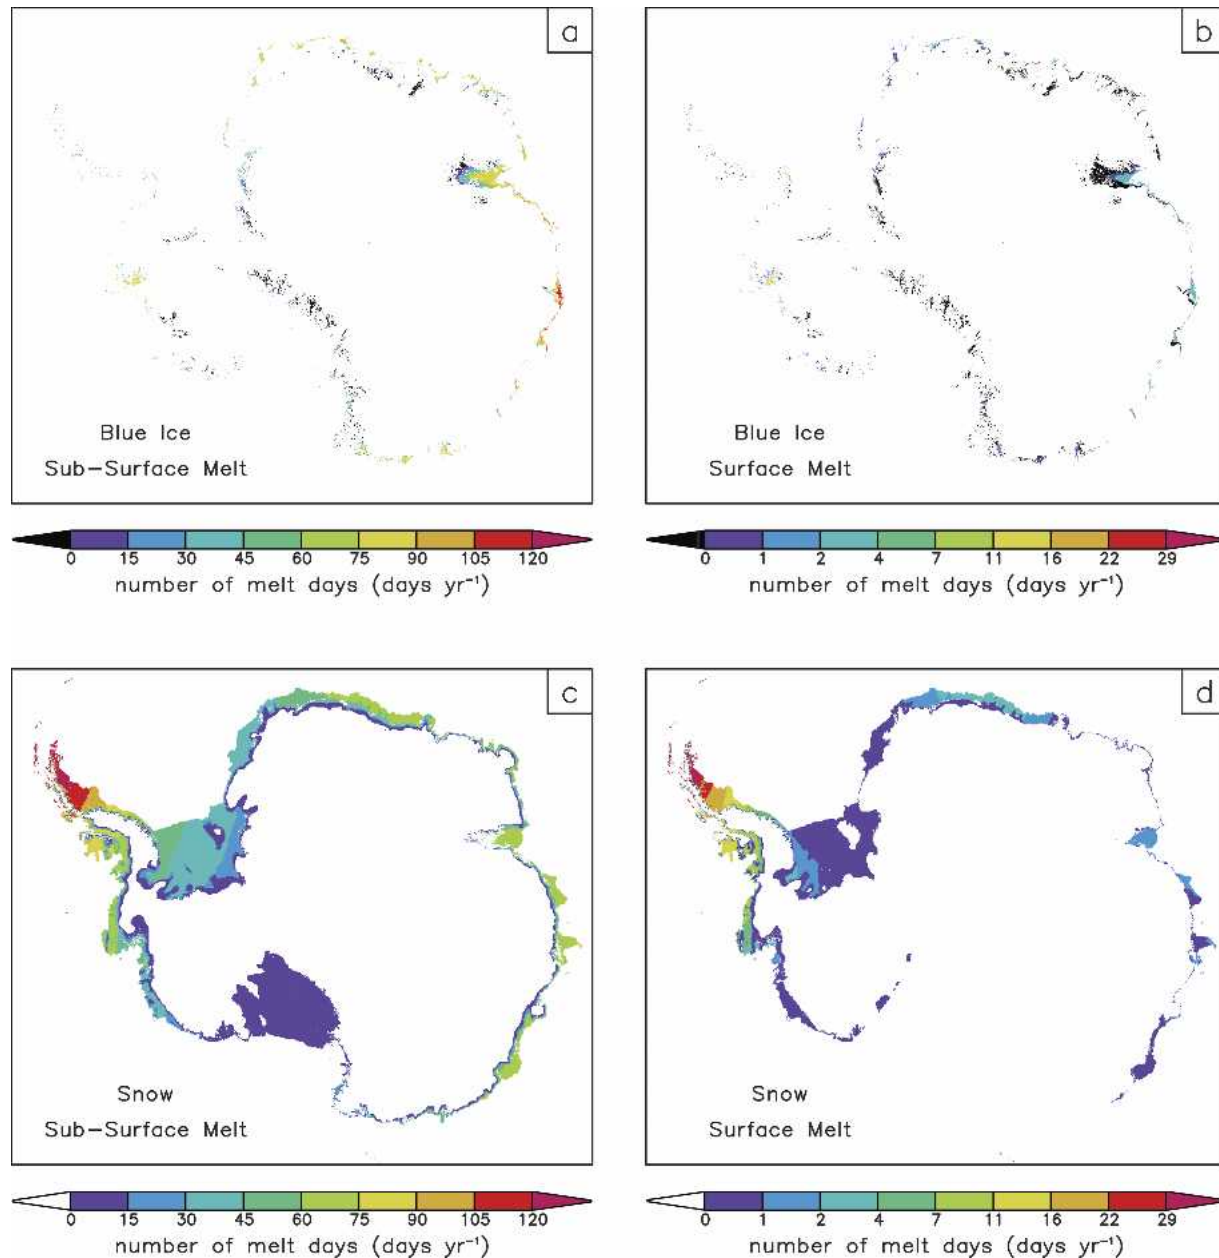 a
b
Blue Ice
Sub-Surface Melt
Blue Ice
Surface Melt
0 15 30 45 60 75 90 105 120
number of melt days (days yr⁻¹)
0 1 2 4 7 11 16 22 29
number of melt days (days yr⁻¹)
c
d
Snow
Sub-Surface Melt
Snow
Surface Melt
0 15 30 45 60 75 90 105 120
number of melt days (days yr⁻¹)
0 1 2 4 7 11 16 22 29
number of melt days (days yr⁻¹)